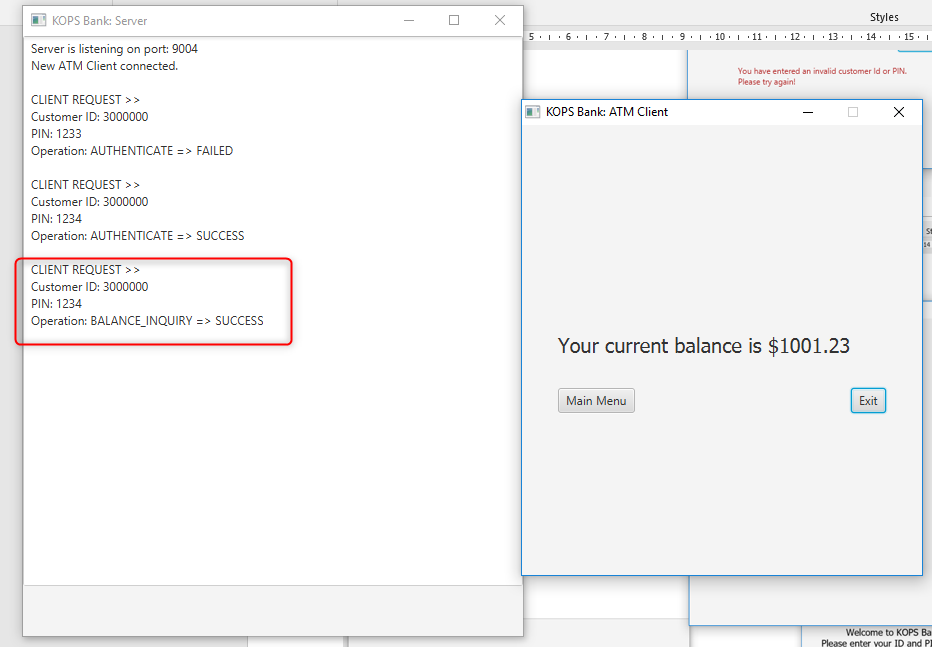 KOPS Bank: Server
Server is listening on port: 9004
New ATM Client connected.
CLIENT REQUEST >>
Customer ID: 3000000
PIN: 1233
Operation: AUTHENTICATE => FAILED
CLIENT REQUEST >>
Customer ID: 3000000
PIN: 1234
Operation: AUTHENTICATE => SUCCESS
CLIENT REQUEST >>
Customer ID: 3000000
PIN: 1234
Operation: BALANCE_INQUIRY => SUCCESS
Styles
5 6 7 8 9 10 11 12 13 14 15
You have entered an invalid customer Id or PIN.
Please try again!
KOPS Bank: ATM Client
Your current balance is $1001.23
Main Menu
Exit
St
14
Welcome to KOPS Ba
Please enter your ID and PI